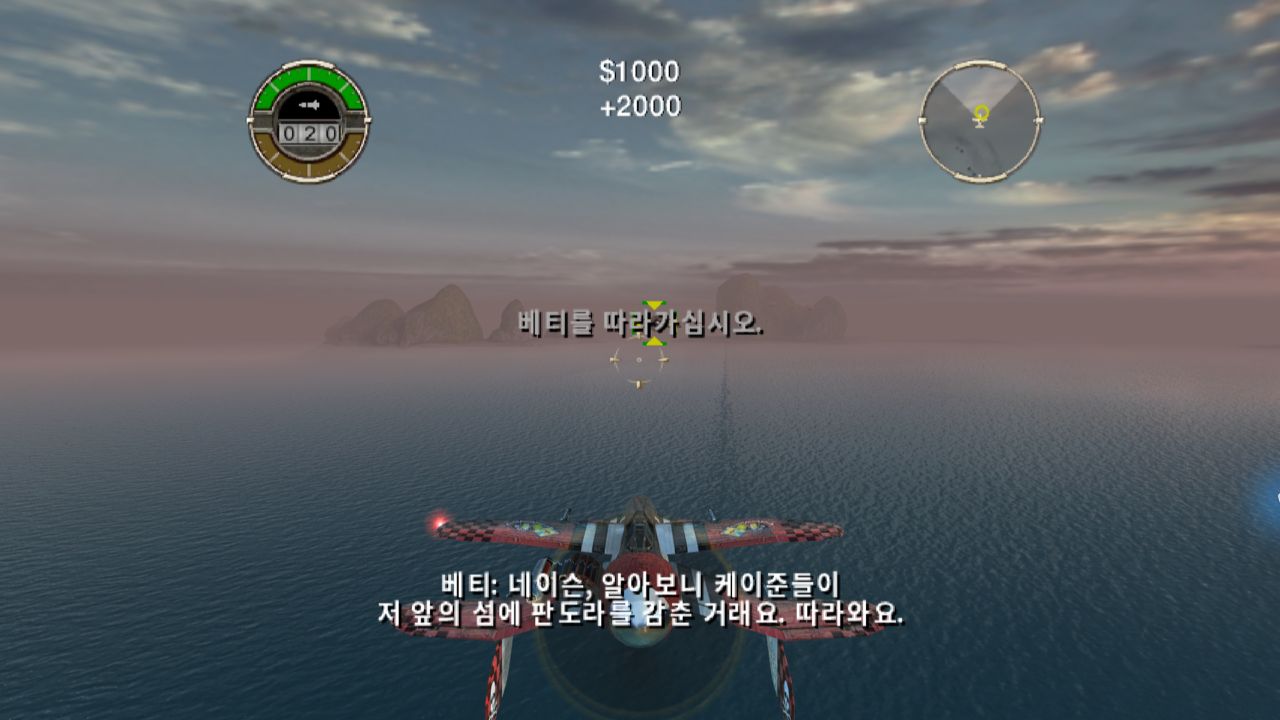 $1000
+2000
020
베티를 따라가십시오.
베티: 네이슨, 알아보니 케이준들이
저 앞의 섬에 판도라를 감춘 거래요. 따라와요.